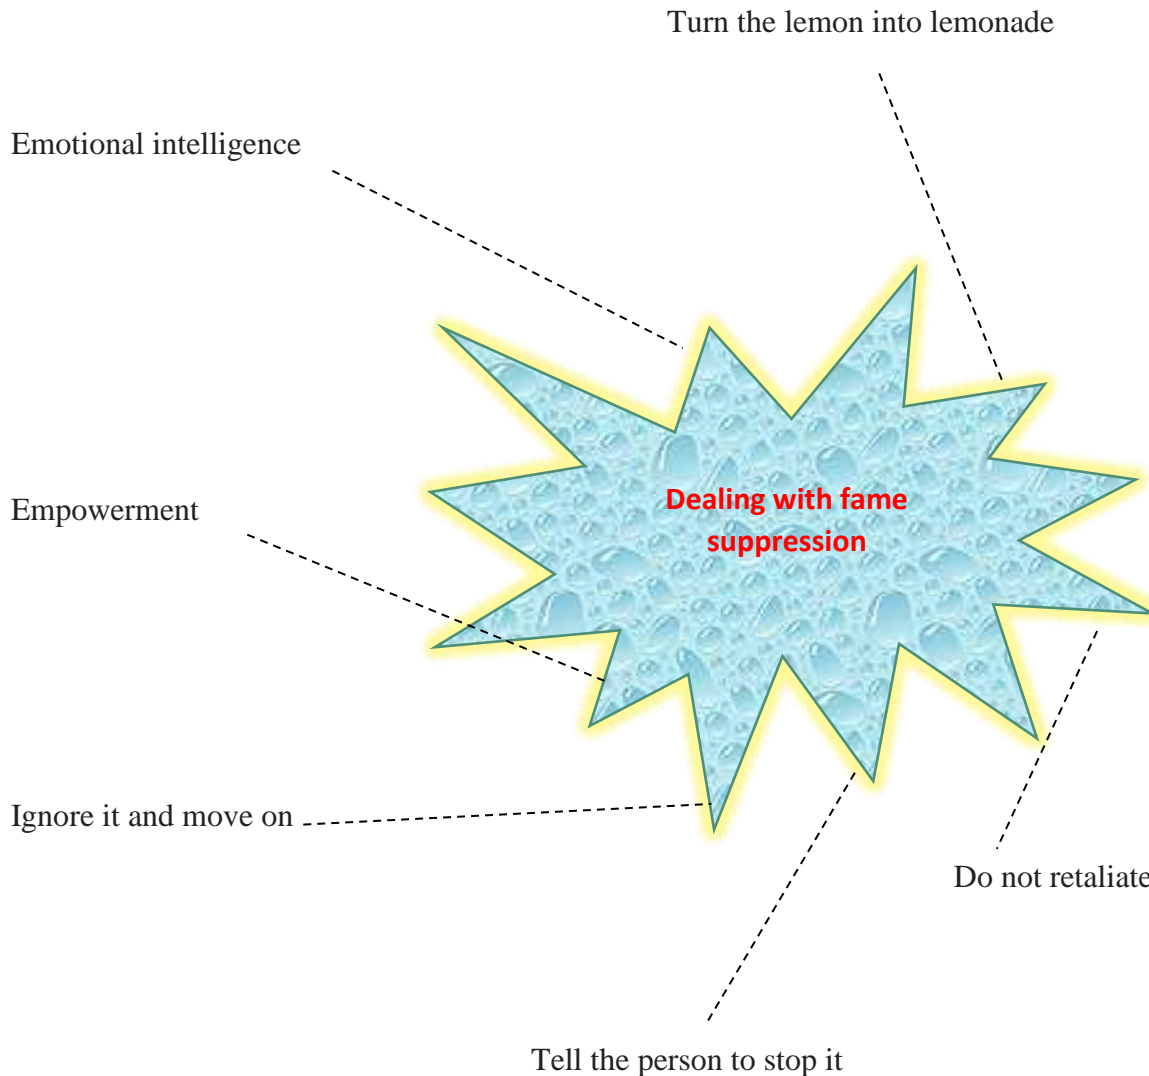 Turn the lemon into lemonade
Emotional intelligence
Dealing with fame
suppression
Empowerment
Ignore it and move on
Do not retaliate
Tell the person to stop it